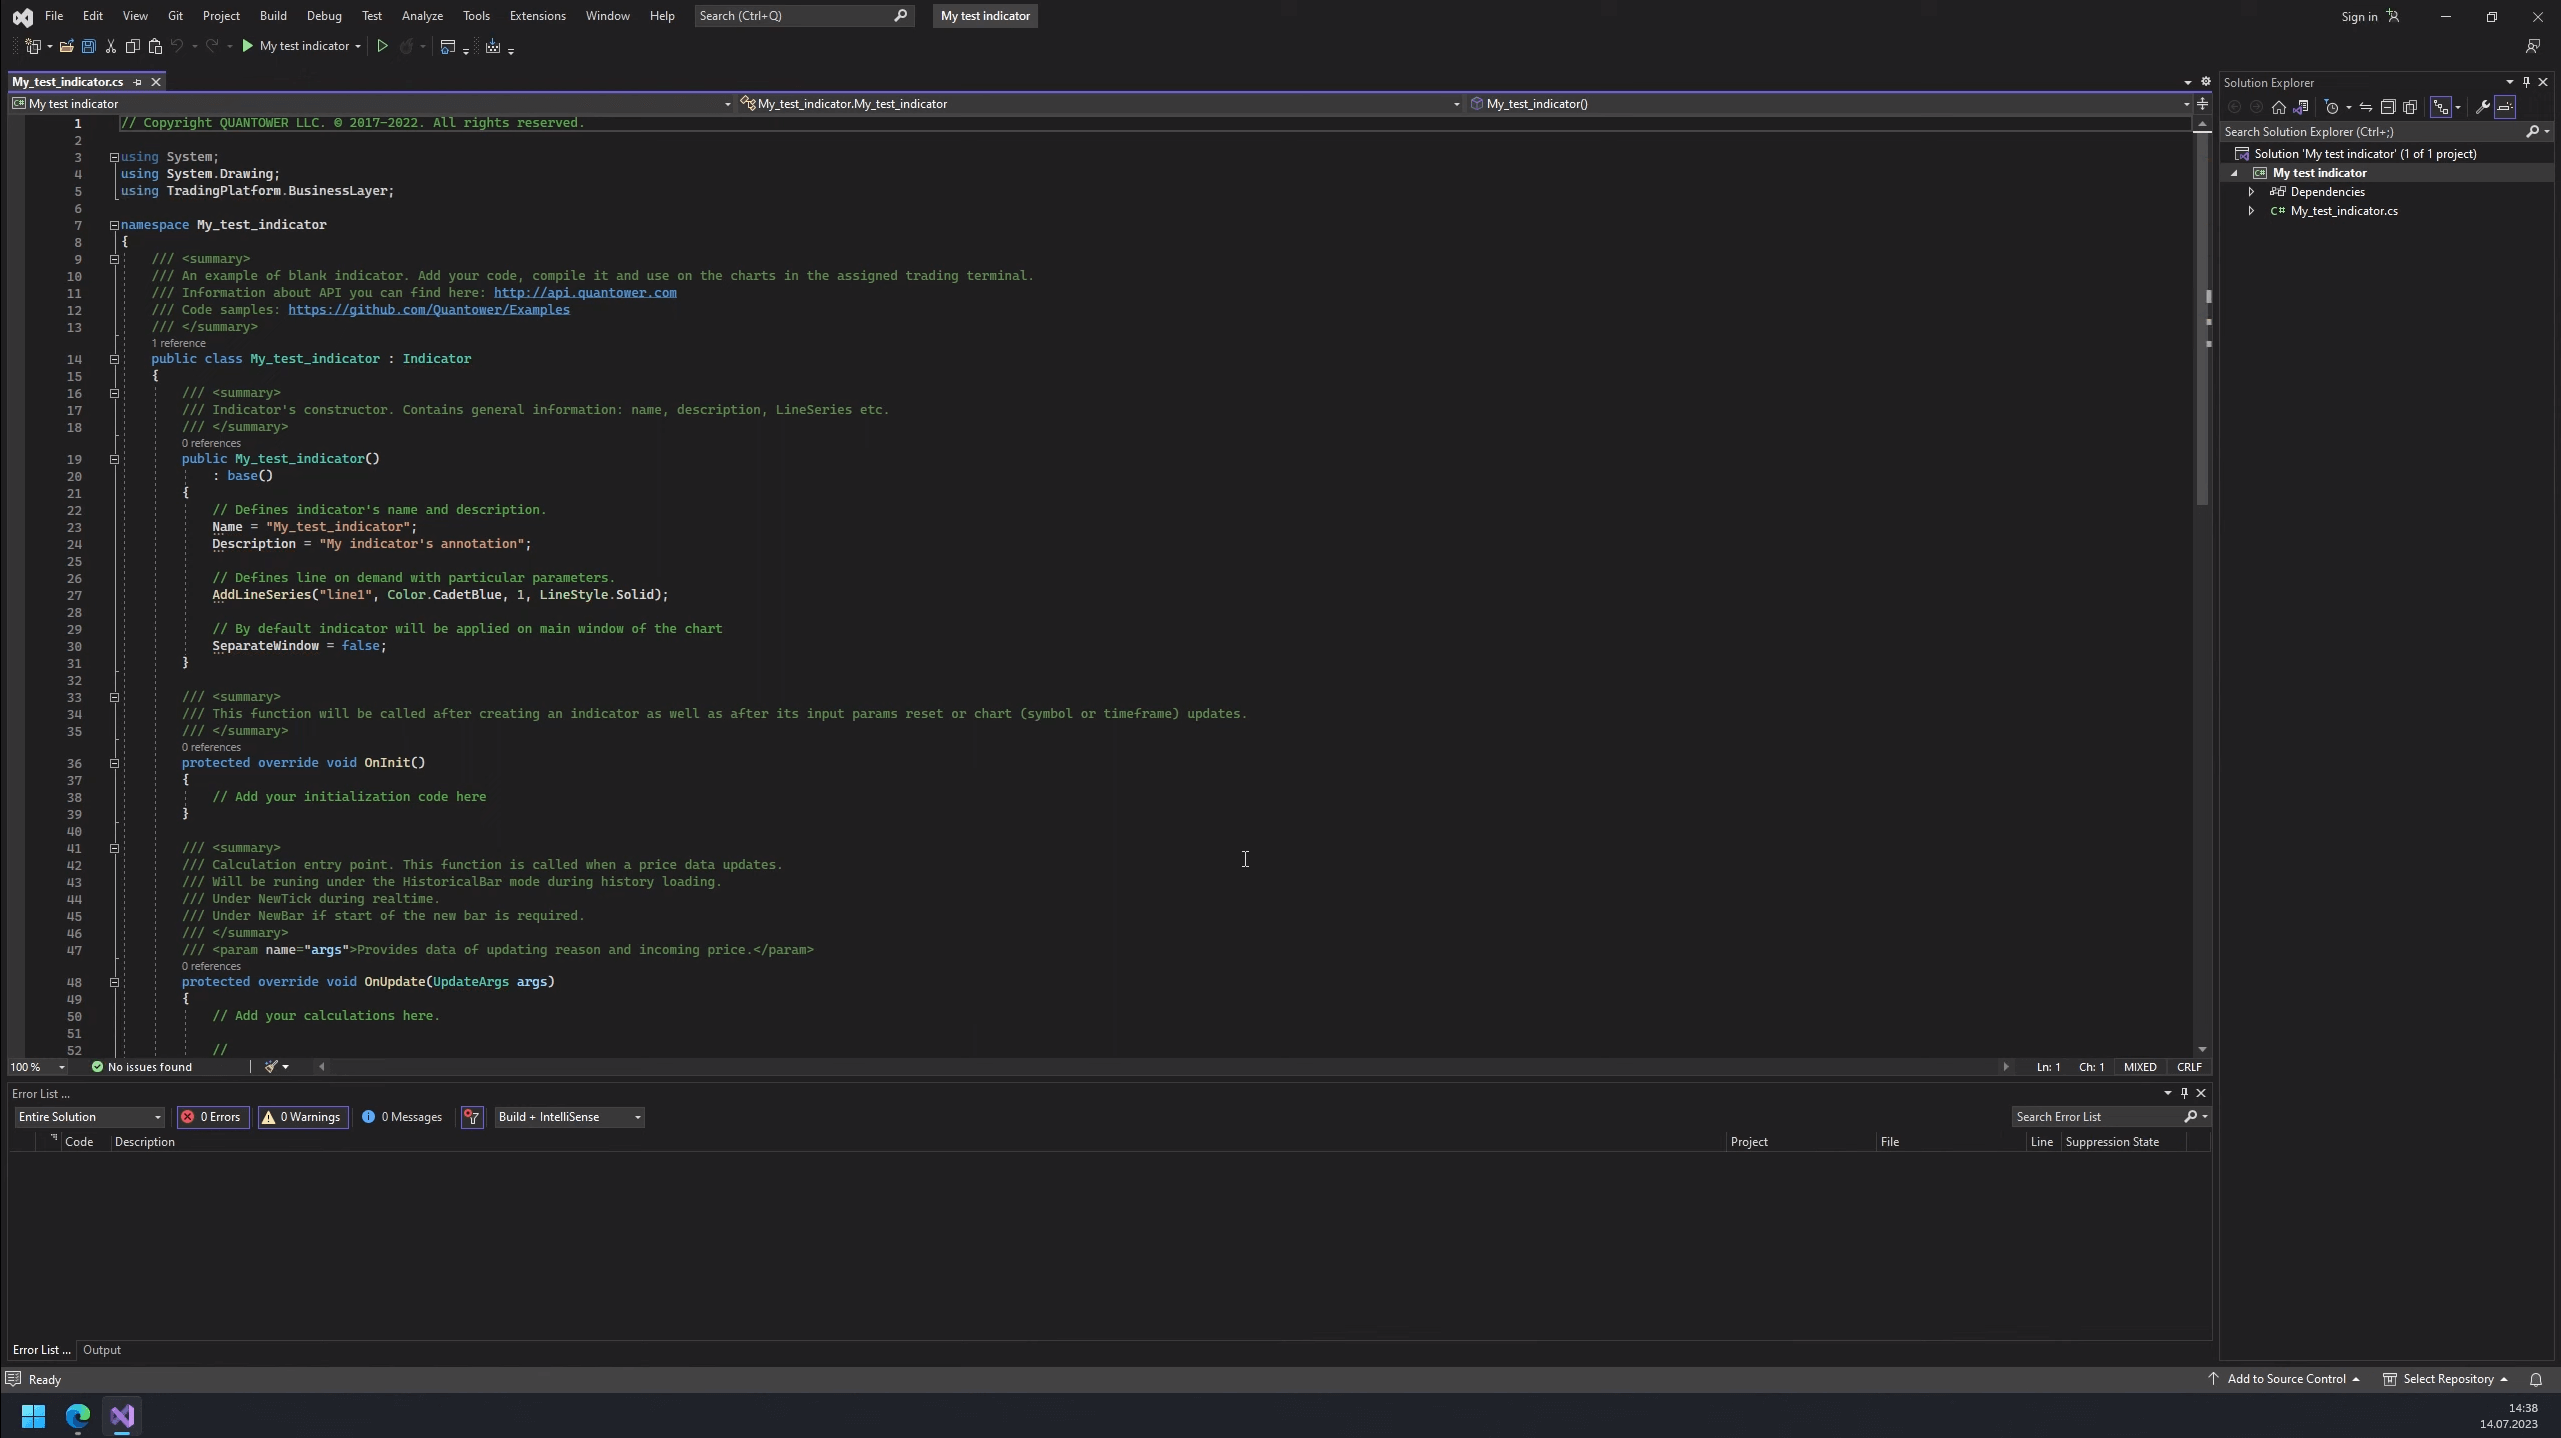 File Edit View Git Project Build Debug Test Analyze Tools Extensions Window Help Search (Ctrl+Q) My test indicator Sign in
My test indicator
My_test_indicator.cs
My test indicator My_test_indicator.My_test_indicator My_test_indicator()
1 // Copyright QUANTOWER LLC. © 2017-2022. All rights reserved.
2
3 using System;
4 using System.Drawing;
5 using TradingPlatform.BusinessLayer;
6
7 namespace My_test_indicator
8 {
9 /// <summary>
10 /// An example of blank indicator. Add your code, compile it and use on the charts in the assigned trading terminal.
11 /// Information about API you can find here: http://api.quantower.com
12 /// Code samples: https://github.com/Quantower/Examples
13 /// </summary>
1 reference
14 public class My_test_indicator : Indicator
15 {
16 /// <summary>
17 /// Indicator's constructor. Contains general information: name, description, LineSeries etc.
18 /// </summary>
0 references
19 public My_test_indicator()
20 : base()
21 {
22 // Defines indicator's name and description.
23 Name = "My_test_indicator";
24 Description = "My indicator's annotation";
25
26 // Defines line on demand with particular parameters.
27 AddLineSeries("line1", Color.CadetBlue, 1, LineStyle.Solid);
28
29 // By default indicator will be applied on main window of the chart
30 SeparateWindow = false;
31 }
32
33 /// <summary>
34 /// This function will be called after creating an indicator as well as after its input params reset or chart (symbol or timeframe) updates.
35 /// </summary>
0 references
36 protected override void OnInit()
37 {
38 // Add your initialization code here
39 }
40
41 /// <summary>
42 /// Calculation entry point. This function is called when a price data updates.
43 /// Will be runing under the HistoricalBar mode during history loading.
44 /// Under NewTick during realtime.
45 /// Under NewBar if start of the new bar is required.
46 /// </summary>
47 /// <param name="args">Provides data of updating reason and incoming price.</param>
0 references
48 protected override void OnUpdate(UpdateArgs args)
49 {
50 // Add your calculations here.
51
52 //
100 % No issues found Ln: 1 Ch: 1 MIXED CRLF
Error List ...
Entire Solution 0 Errors 0 Warnings 0 Messages Build + IntelliSense Search Error List
Code Description Project File Line Suppression State
Error List ... Output
Solution Explorer
Search Solution Explorer (Ctrl+;)
Solution 'My test indicator' (1 of 1 project)
My test indicator
Dependencies
C# My_test_indicator.cs
Ready Add to Source Control Select Repository
14:38
14.07.2023